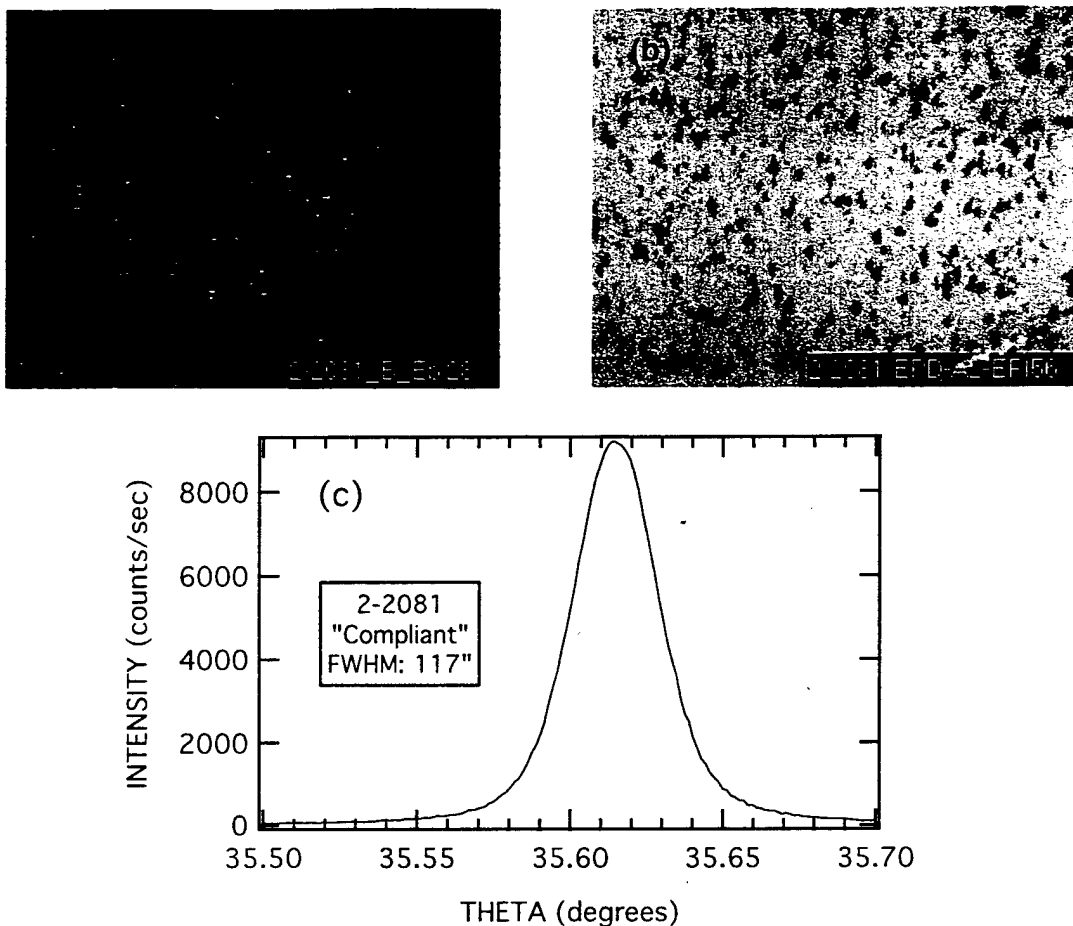 (b)
(c)
2-2081
"Compliant"
FWHM: 117"
INTENSITY (counts/sec)
8000
6000
4000
2000
0
35.50
35.55
35.60
35.65
35.70
THETA (degrees)